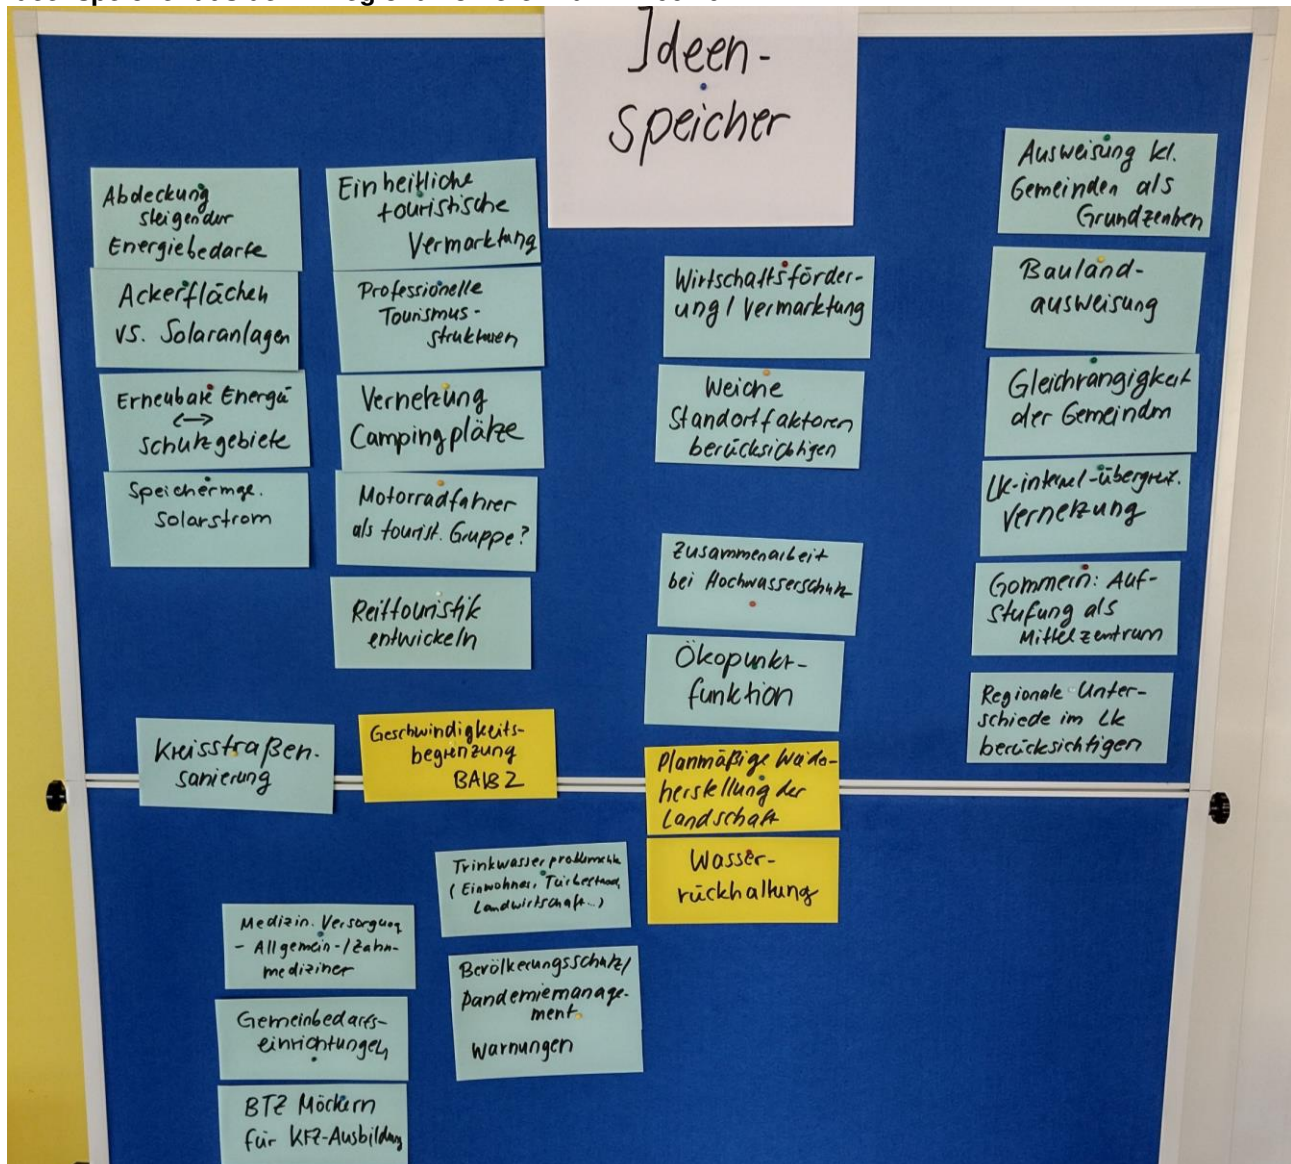 Ideen-
speicher
Abdeckung
steigender
Energiebedarfe
Ackerflächen
vs. Solaranlagen
Erneubare Energie
<->
Schutzgebiete
Speichermge.
Solarstrom
Einheitliche
touristische
Vermarktung
Professionelle
Tourismus-
strukturen
Vernetzung
Campingplätze
Motorradfahrer
als tourist. Gruppe?
Reittouristik
entwickeln
Wirtschaftsförder-
ung / Vermarktung
Weiche
Standortfaktoren
berücksichtigen
Zusammenarbeit
bei Hochwasserschutz
Ökopunkt-
funktion
Planmäßige Wieder-
herstellung der
Landschaft
Wasser-
rückhaltung
Ausweisung kl.
Gemeinden als
Grundzentren
Bauland-
ausweisung
Gleichrangigkeit
der Gemeinden
LK-intern/-übergreif.
Vernetzung
Gommern: Auf-
stufung als
Mittelzentrum
Regionale Unter-
schiede im LK
berücksichtigen
Kreisstraßen-
sanierung
Geschwindigkeits-
begrenzung
BAB 2
Trinkwasserproblematik
(Einwohner, Tierbestand,
Landwirtschaft...)
Bevölkerungsschutz/
Pandemiemanage-
ment
Warnungen
Medizin. Versorgung
- Allgemein-/Zahn-
mediziner
Gemeinbedarfs-
einrichtungen
BTZ Möckern
für KFZ-Ausbildung